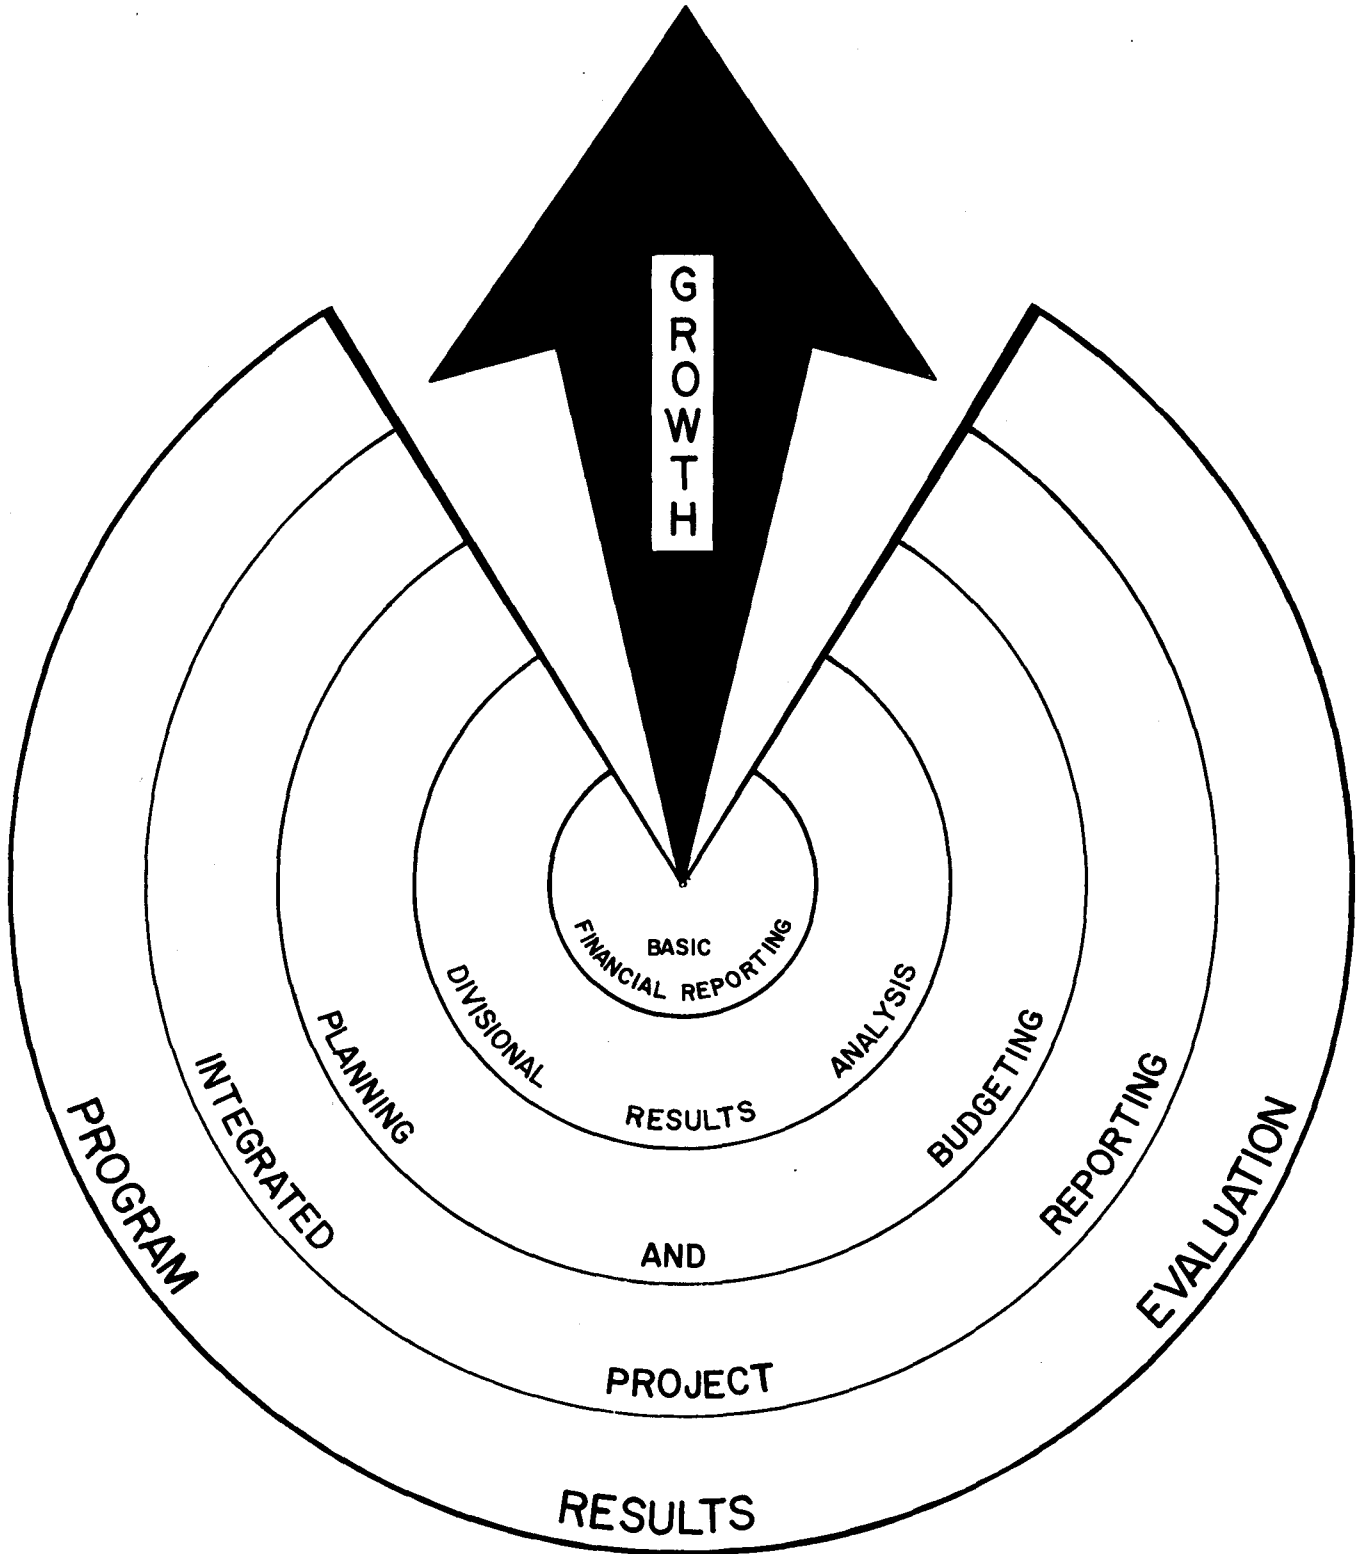 GROWTH
BASIC
FINANCIAL REPORTING
DIVISIONAL RESULTS ANALYSIS
PLANNING AND BUDGETING
INTEGRATED PROJECT REPORTING
PROGRAM RESULTS EVALUATION